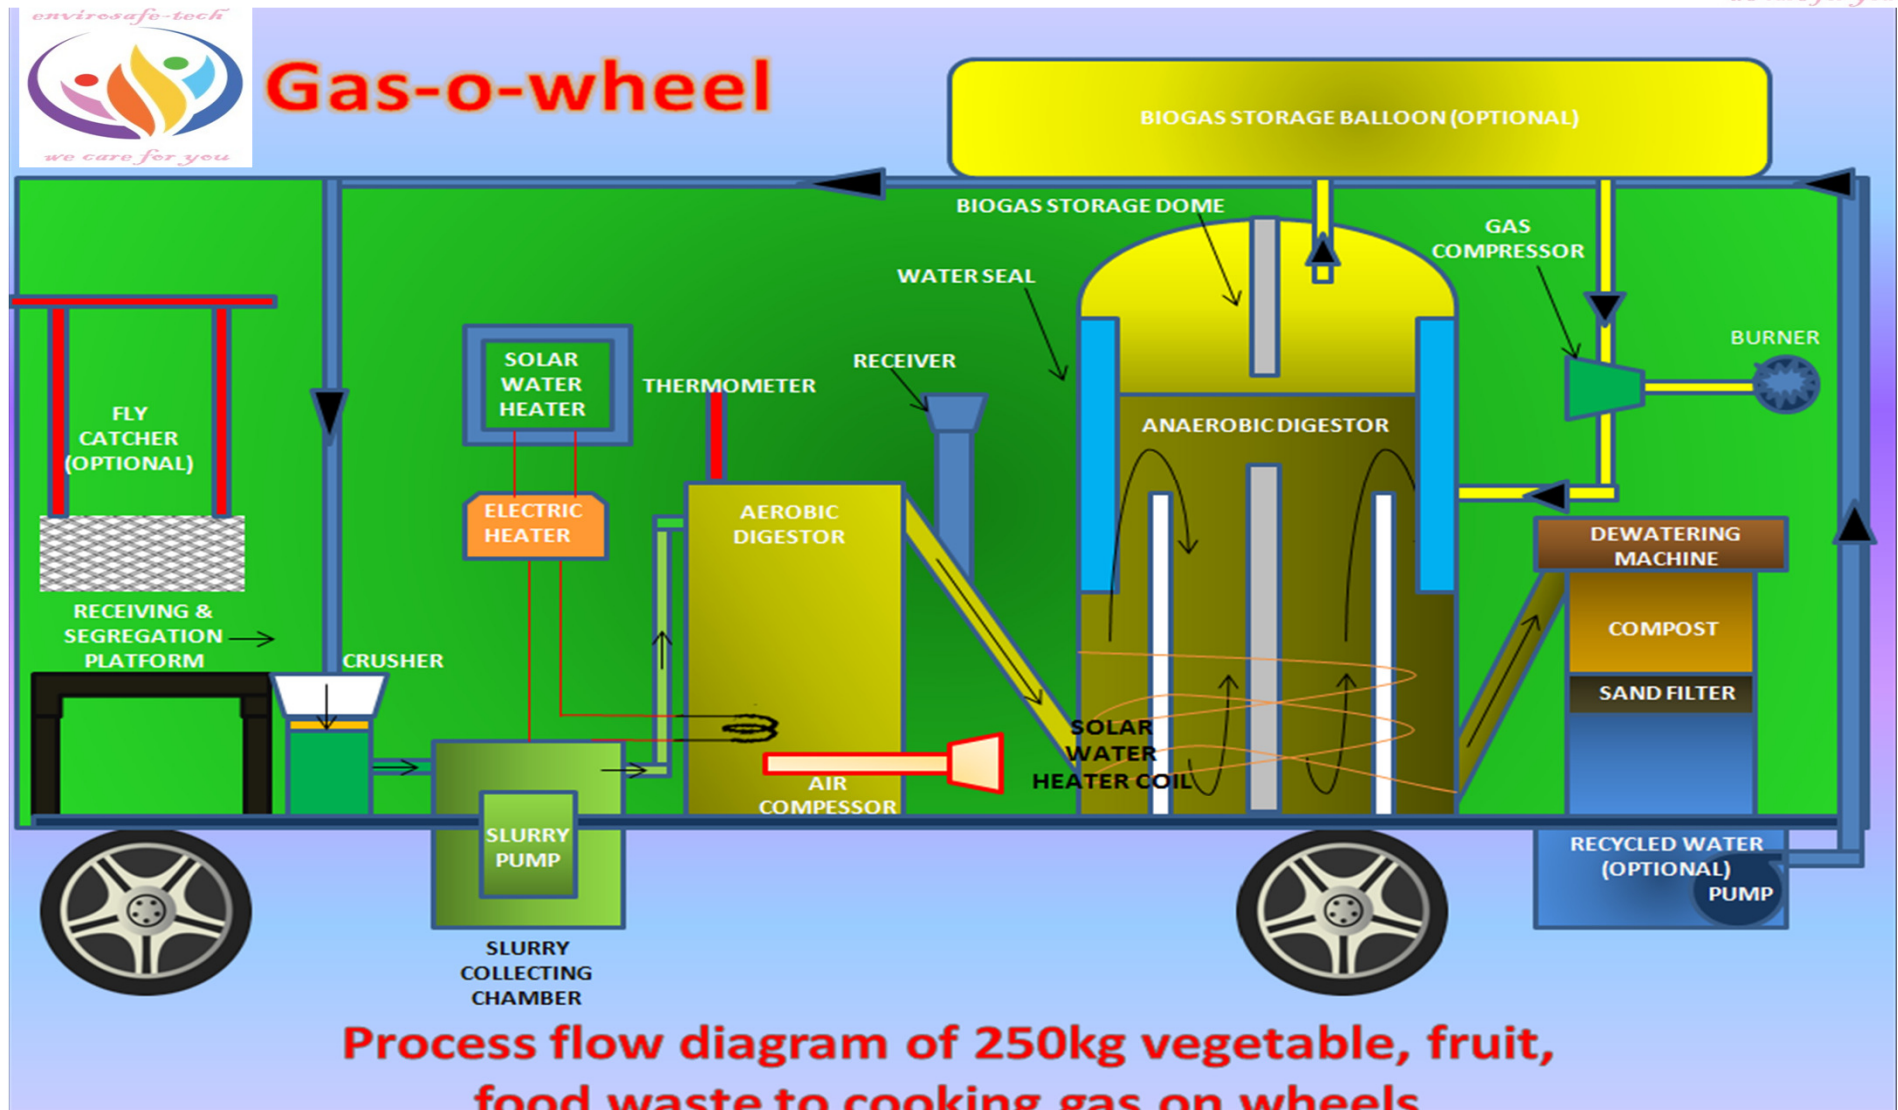 envirosafe-tech
we care for you
Gas-o-wheel
BIOGAS STORAGE BALLOON (OPTIONAL)
BIOGAS STORAGE DOME
GAS
COMPRESSOR
WATER SEAL
BURNER
SOLAR
WATER
HEATER
THERMOMETER
RECEIVER
FLY
CATCHER
(OPTIONAL)
ANAEROBIC DIGESTOR
ELECTRIC
HEATER
AEROBIC
DIGESTOR
DEWATERING
MACHINE
RECEIVING &
SEGREGATION
PLATFORM
CRUSHER
COMPOST
SAND FILTER
SOLAR
WATER
HEATER COIL
AIR
COMPESSOR
SLURRY
PUMP
RECYCLED WATER
(OPTIONAL)
PUMP
SLURRY
COLLECTING
CHAMBER
Process flow diagram of 250kg vegetable, fruit,
food waste to cooking gas on wheels